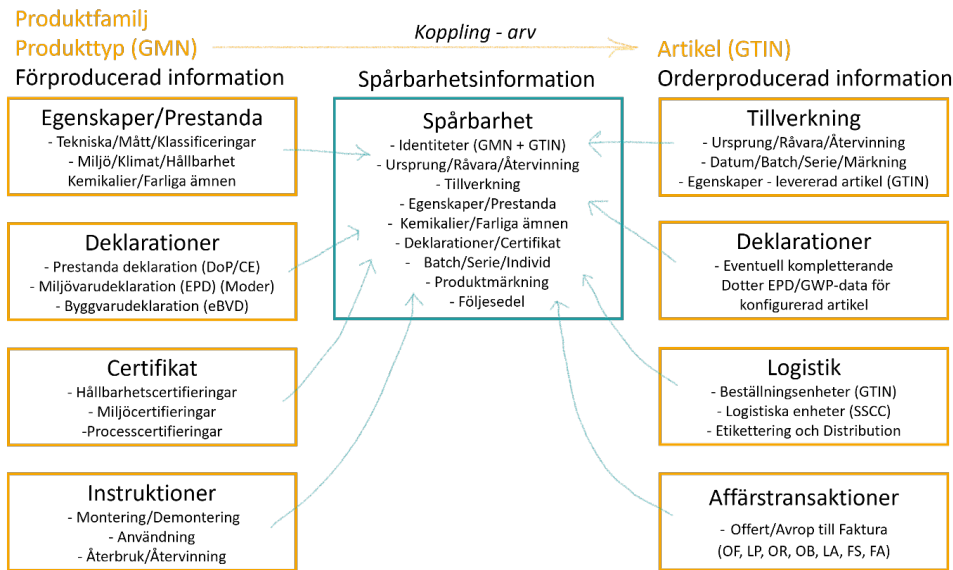 Produktfamilj
Produkttyp (GMN)
Koppling - arv
Artikel (GTIN)
Förproducerad information
Spårbarhetsinformation
Orderproducerad information
Egenskaper/Prestanda
- Tekniska/Mått/Klassificeringar
- Miljö/Klimat/Hållbarhet
Kemikalier/Farliga ämnen
Deklarationer
- Prestanda deklaration (DoP/CE)
- Miljövarudeklaration (EPD) (Moder)
- Byggvarudeklaration (eBVD)
Certifikat
- Hållbarhetscertifieringar
- Miljöcertifieringar
-Processcertifieringar
Instruktioner
- Montering/Demontering
- Användning
- Återbruk/Återvinning
Spårbarhet
- Identiteter (GMN + GTIN)
- Ursprung/Råvara/Återvinning
- Tillverkning
- Egenskaper/Prestanda
- Kemikalier/Farliga ämnen
- Deklarationer/Certifikat
- Batch/Serie/Individ
- Produktmärkning
- Följesedel
Tillverkning
- Ursprung/Råvara/Återvinning
- Datum/Batch/Serie/Märkning
- Egenskaper - levererad artikel (GTIN)
Deklarationer
- Eventuell kompletterande
Dotter EPD/GWP-data för
konfigurerad artikel
Logistik
- Beställningsenheter (GTIN)
- Logistiska enheter (SSCC)
- Etikettering och Distribution
Affärstransaktioner
- Offert/Avrop till Faktura
(OF, LP, OR, OB, LA, FS, FA)